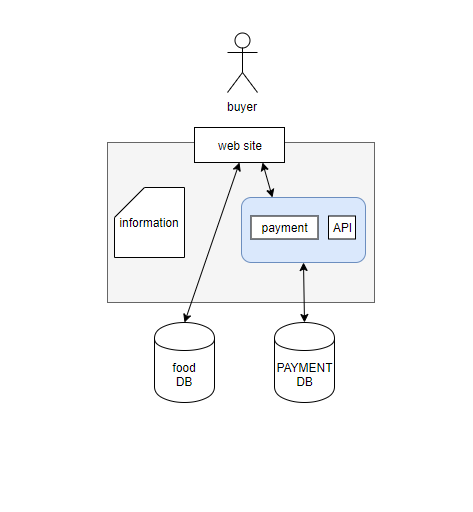 buyer
web site
information
payment
API
food
DB
PAYMENT
DB